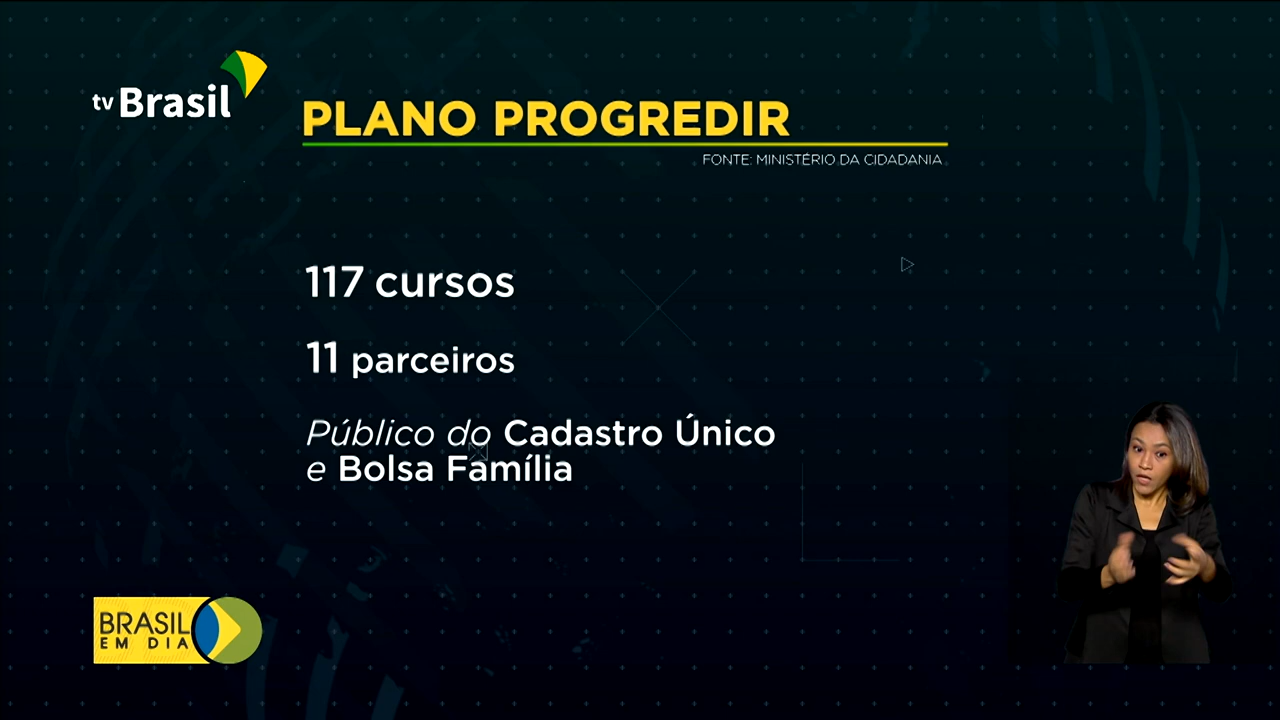 tv Brasil
PLANO PROGREDIR
FONTE: MINISTÉRIO DA CIDADANIA
117 cursos
11 parceiros
Público do Cadastro Único
e Bolsa Família
BRASIL
EM DIA